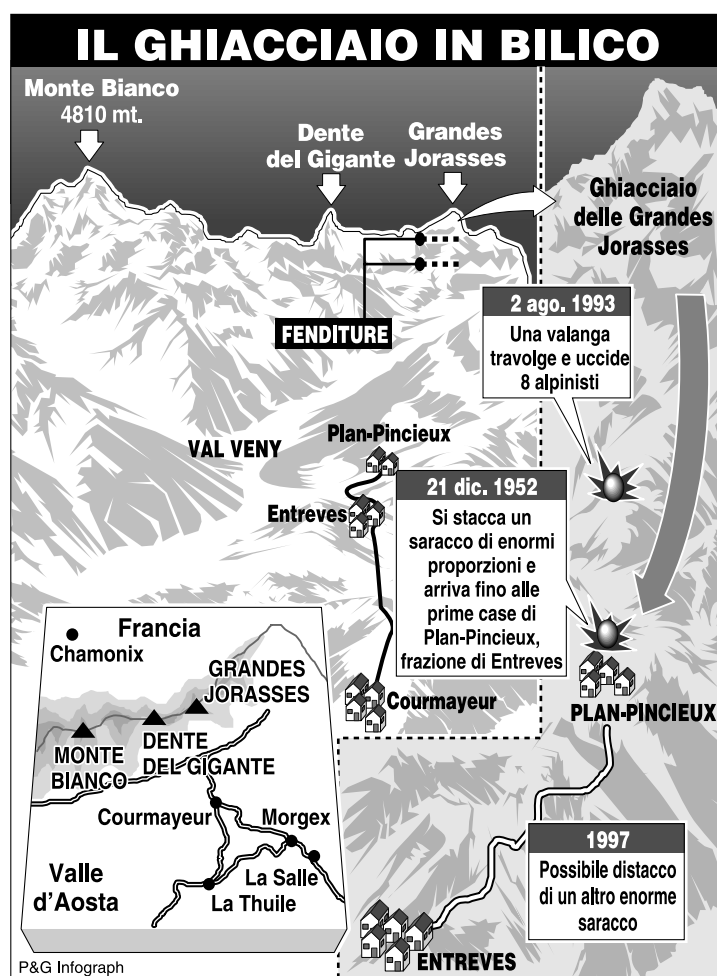 IL GHIACCIAIO IN BILICO
Monte Bianco
4810 mt.
Dente
del Gigante
Grandes
Jorasses
Ghiacciaio
delle Grandes
Jorasses
FENDITURE
2 ago. 1993
Una valanga
travolge e uccide
8 alpinisti
VAL VENY
Plan-Pincieux
Entreves
Courmayeur
21 dic. 1952
Si stacca un
saracco di enormi
proporzioni e
arriva fino alle
prime case di
Plan-Pincieux,
frazione di Entreves
PLAN-PINCIEUX
1997
Possibile distacco
di un altro enorme
saracco
ENTREVES
Francia
Chamonix
GRANDES
JORASSES
MONTE
BIANCO
DENTE
DEL GIGANTE
Courmayeur
Morgex
La Salle
La Thuile
Valle
d'Aosta
P&G Infograph